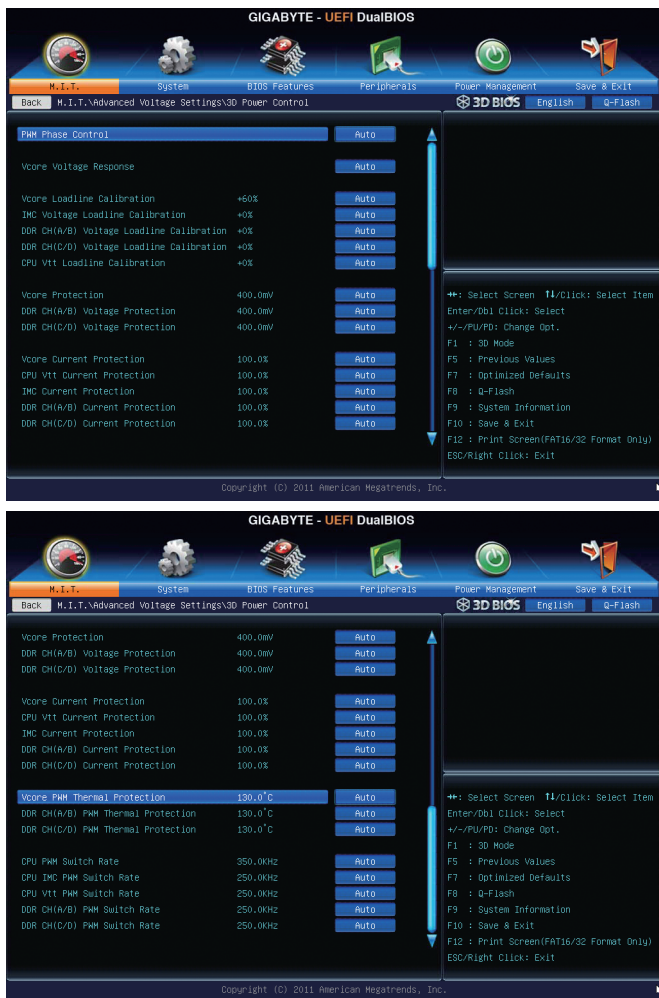 GIGABYTE - UEFI DualBIOS
M.I.T. System BIOS Features Peripherals Power Management Save & Exit
Back M.I.T.\Advanced Voltage Settings\3D Power Control 3D BIOS English Q-Flash
PWM Phase Control Auto
Vcore Voltage Response Auto
Vcore Loadline Calibration +60% Auto
IMC Voltage Loadline Calibration +0% Auto
DDR CH(A/B) Voltage Loadline Calibration +0% Auto
DDR CH(C/D) Voltage Loadline Calibration +0% Auto
CPU Vtt Loadline Calibration +0% Auto
Vcore Protection 400.0mV Auto
DDR CH(A/B) Voltage Protection 400.0mV Auto
DDR CH(C/D) Voltage Protection 400.0mV Auto
Vcore Current Protection 100.0% Auto
CPU Vtt Current Protection 100.0% Auto
IMC Current Protection 100.0% Auto
DDR CH(A/B) Current Protection 100.0% Auto
DDR CH(C/D) Current Protection 100.0% Auto
→←: Select Screen ↑↓/Click: Select Item
Enter/Dbl Click: Select
+/-/PU/PD: Change Opt.
F1 : 3D Mode
F5 : Previous Values
F7 : Optimized Defaults
F8 : Q-Flash
F9 : System Information
F10 : Save & Exit
F12 : Print Screen(FAT16/32 Format Only)
ESC/Right Click: Exit
Copyright (C) 2011 American Megatrends, Inc.
GIGABYTE - UEFI DualBIOS
M.I.T. System BIOS Features Peripherals Power Management Save & Exit
Back M.I.T.\Advanced Voltage Settings\3D Power Control 3D BIOS English Q-Flash
Vcore Protection 400.0mV Auto
DDR CH(A/B) Voltage Protection 400.0mV Auto
DDR CH(C/D) Voltage Protection 400.0mV Auto
Vcore Current Protection 100.0% Auto
CPU Vtt Current Protection 100.0% Auto
IMC Current Protection 100.0% Auto
DDR CH(A/B) Current Protection 100.0% Auto
DDR CH(C/D) Current Protection 100.0% Auto
Vcore PWM Thermal Protection 130.0°C Auto
DDR CH(A/B) PWM Thermal Protection 130.0°C Auto
DDR CH(C/D) PWM Thermal Protection 130.0°C Auto
CPU PWM Switch Rate 350.0KHz Auto
CPU IMC PWM Switch Rate 250.0KHz Auto
CPU Vtt PWM Switch Rate 250.0KHz Auto
DDR CH(A/B) PWM Switch Rate 250.0KHz Auto
DDR CH(C/D) PWM Switch Rate 250.0KHz Auto
→←: Select Screen ↑↓/Click: Select Item
Enter/Dbl Click: Select
+/-/PU/PD: Change Opt.
F1 : 3D Mode
F5 : Previous Values
F7 : Optimized Defaults
F8 : Q-Flash
F9 : System Information
F10 : Save & Exit
F12 : Print Screen(FAT16/32 Format Only)
ESC/Right Click: Exit
Copyright (C) 2011 American Megatrends, Inc.